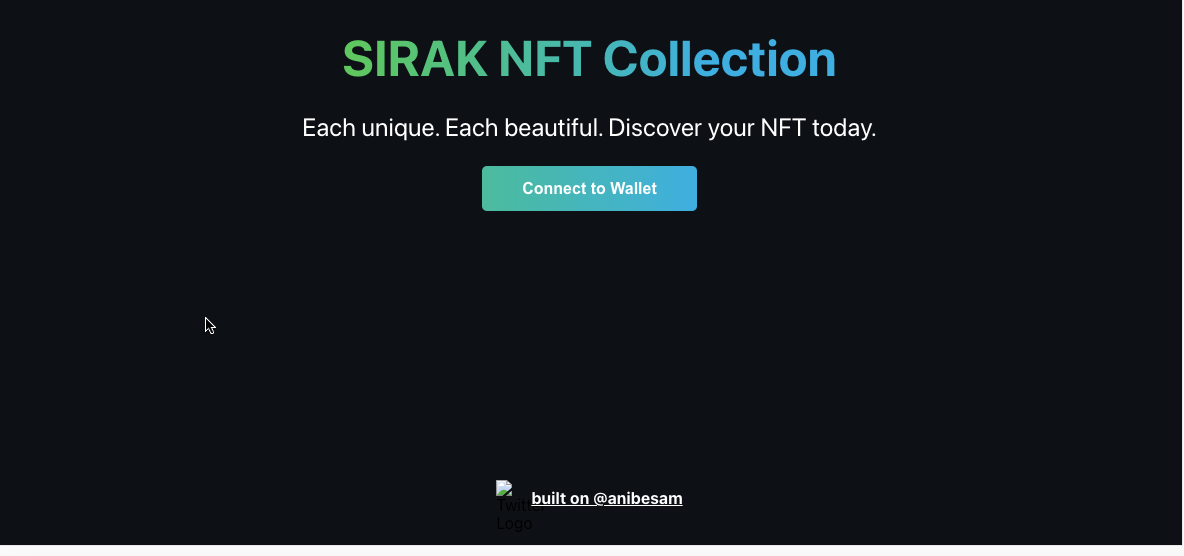 SIRAK NFT Collection
Each unique. Each beautiful. Discover your NFT today.
Connect to Wallet
Twitter Logo
built on @anibesam